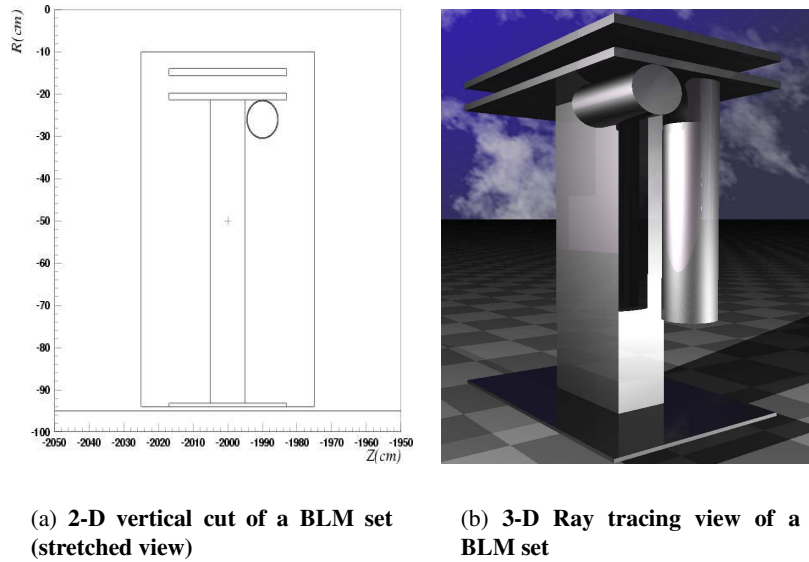 R(cm)
0
-10
-20
-30
-40
-50
-60
-70
-80
-90
-100
-2050 -2040 -2030 -2020 -2010 -2000 -1990 -1980 -1970 -1960 -1950
Z(cm)
(a) 2-D vertical cut of a BLM set
(stretched view)
(b) 3-D Ray tracing view of a
BLM set